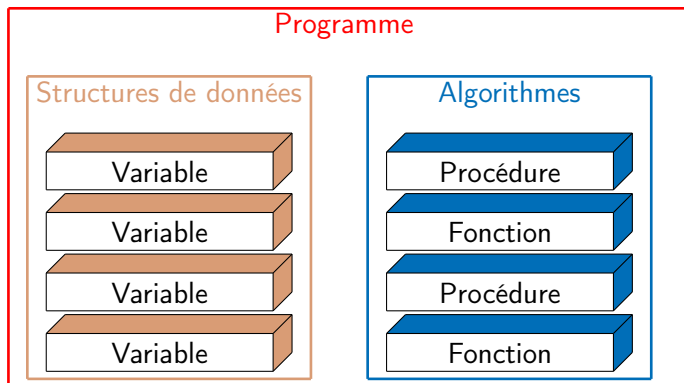 Programme
Structures de données
Variable
Variable
Variable
Variable
Algorithmes
Procédure
Fonction
Procédure
Fonction